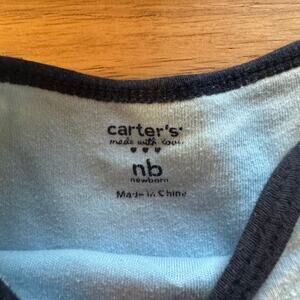 carter's
made with love
♥ ♥ ♥
nb
newborn
Made in China